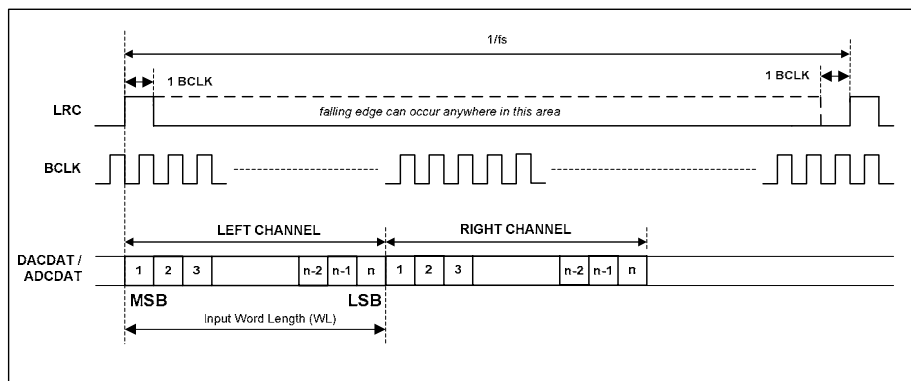 1/fs
1 BCLK
1 BCLK
LRC
falling edge can occur anywhere in this area
BCLK
LEFT CHANNEL
RIGHT CHANNEL
DACDAT /
ADCDAT
1 2 3 n-2 n-1 n 1 2 3 n-2 n-1 n
MSB LSB
Input Word Length (WL)